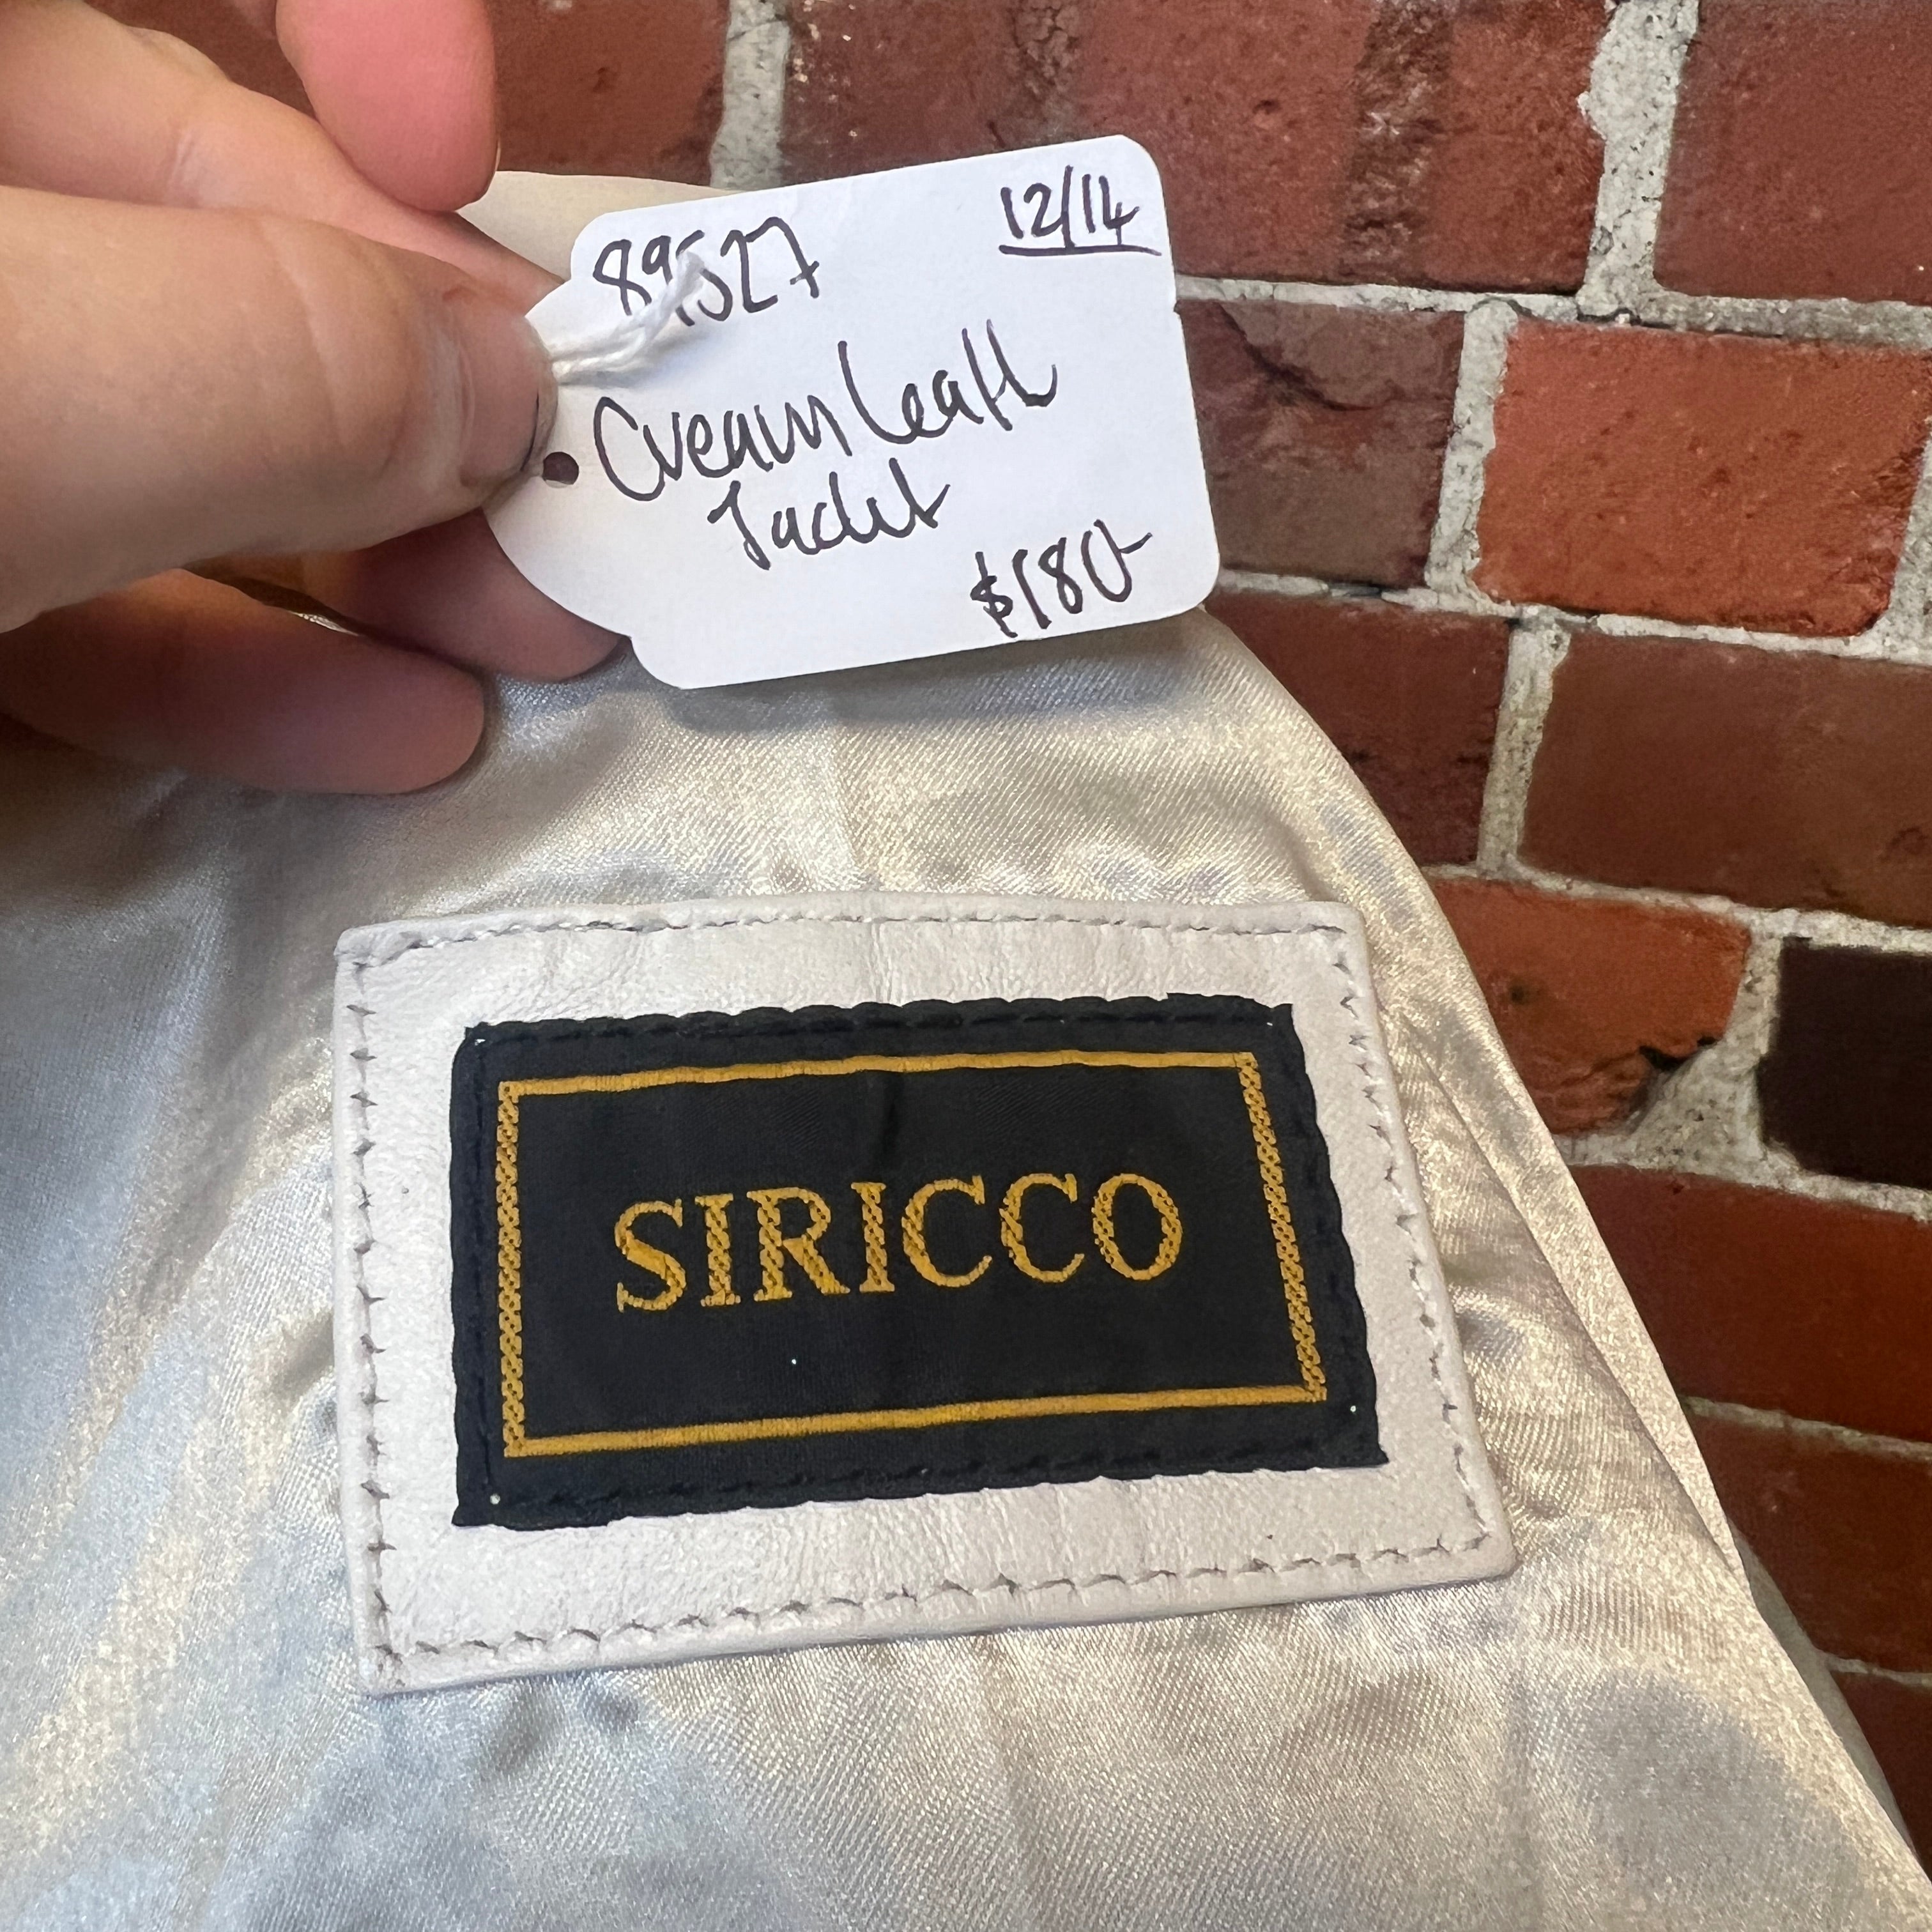 89527
12/14
Cream Leath
Jacket
$180-
SIRICCO